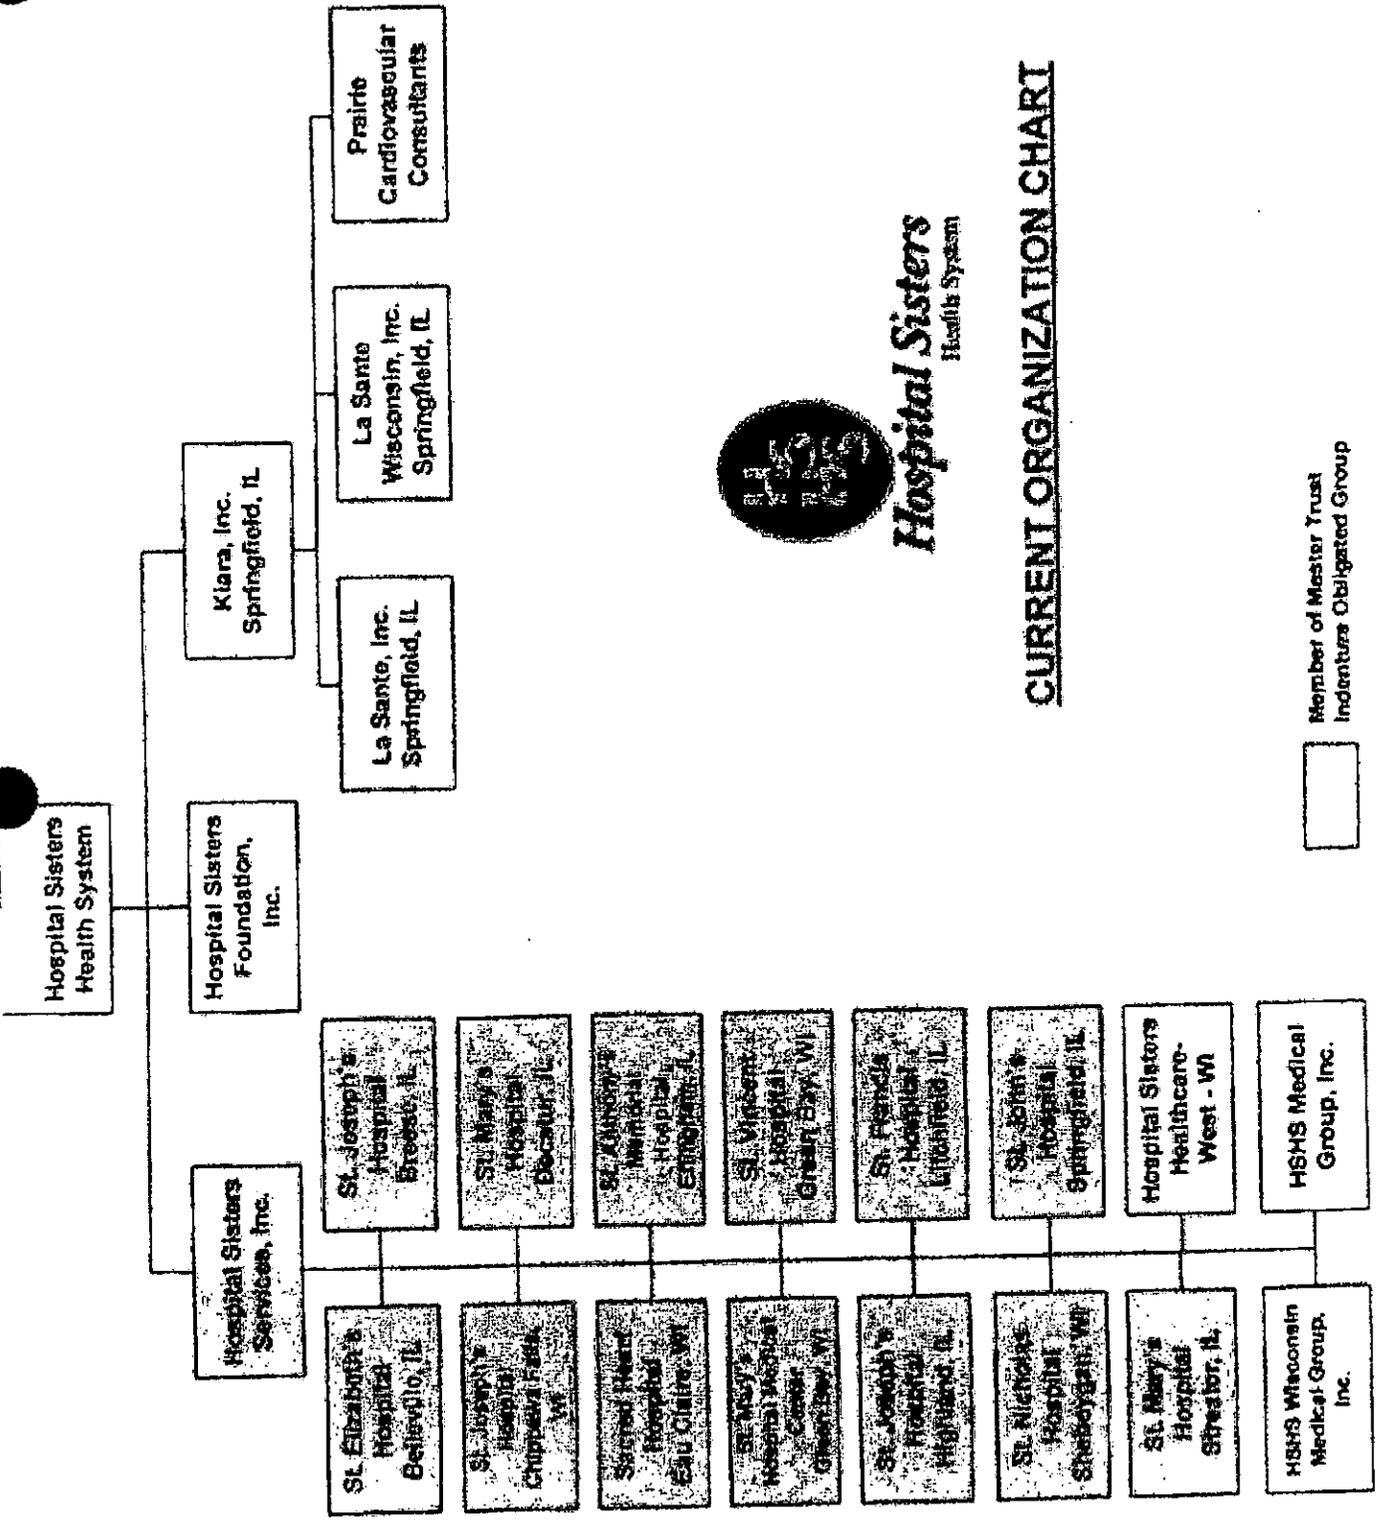 Hospital Sisters
Health System
Hospital Sisters
Services, Inc.
Hospital Sisters
Foundation,
Inc.
Kiara, Inc.
Springfield, IL
La Sante, Inc.
Springfield, IL
La Sante
Wisconsin, Inc.
Springfield, IL
Prairie
Cardiovascular
Consultants
St. Elizabeth's
Hospital
Belleville, IL
St. Joseph's
Hospital
Breese, IL
St. Joseph's
Hospital
Chippewa Falls,
WI
St. Mary's
Hospital
Decatur, IL
Sacred Heart
Hospital
Eau Claire, WI
St. Anthony's
Memorial
Hospital
Effingham, IL
St. Mary's
Hospital Medical
Center
Green Bay, WI
St. Vincent
Hospital
Green Bay, WI
St. Joseph's
Hospital
Highland, IL
St. Francis
Hospital
Litchfield, IL
St. Nicholas
Hospital
Sheboygan, WI
St. John's
Hospital
Springfield, IL
St. Mary's
Hospital
Streator, IL
Hospital Sisters
Healthcare-
West - WI
HSHS Wisconsin
Medical Group,
Inc.
HSHS Medical
Group, Inc.
Hospital Sisters
Health System
CURRENT ORGANIZATION CHART
Member of Master Trust
Indenture Obligated Group